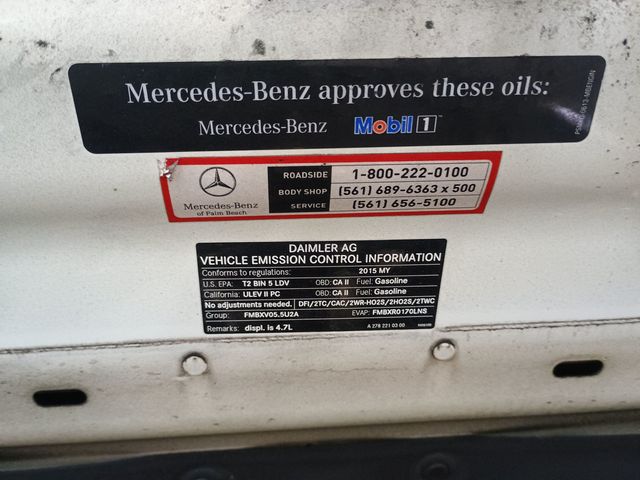 Mercedes-Benz approves these oils:
Mercedes-Benz Mobil 1
Mercedes-Benz
of Palm Beach
ROADSIDE 1-800-222-0100
BODY SHOP (561) 689-6363 x 500
SERVICE (561) 656-5100
DAIMLER AG
VEHICLE EMISSION CONTROL INFORMATION
Conforms to regulations: 2015 MY
U.S. EPA: T2 BIN 5 LDV OBD: CA II Fuel: Gasoline
California: ULEV II PC OBD: CA II Fuel: Gasoline
No adjustments needed. DFI/2TC/CAC/2WR-HO2S/2HO2S/2TWC
Group: FMBXV05.5U2A EVAP: FMBXR0170LNS
Remarks: displ. is 4.7L A 278 221 03 00